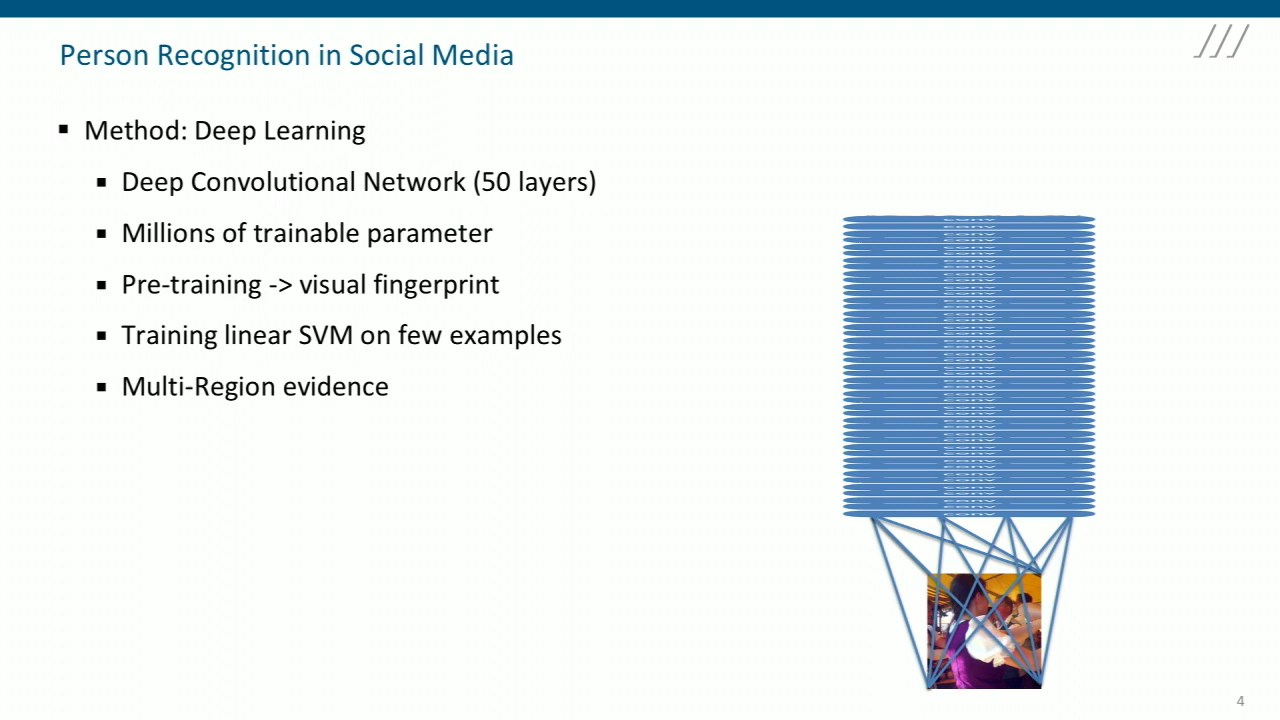 Person Recognition in Social Media
Method: Deep Learning
Deep Convolutional Network (50 layers)
Millions of trainable parameter
Pre-training -> visual fingerprint
Training linear SVM on few examples
Multi-Region evidence
4